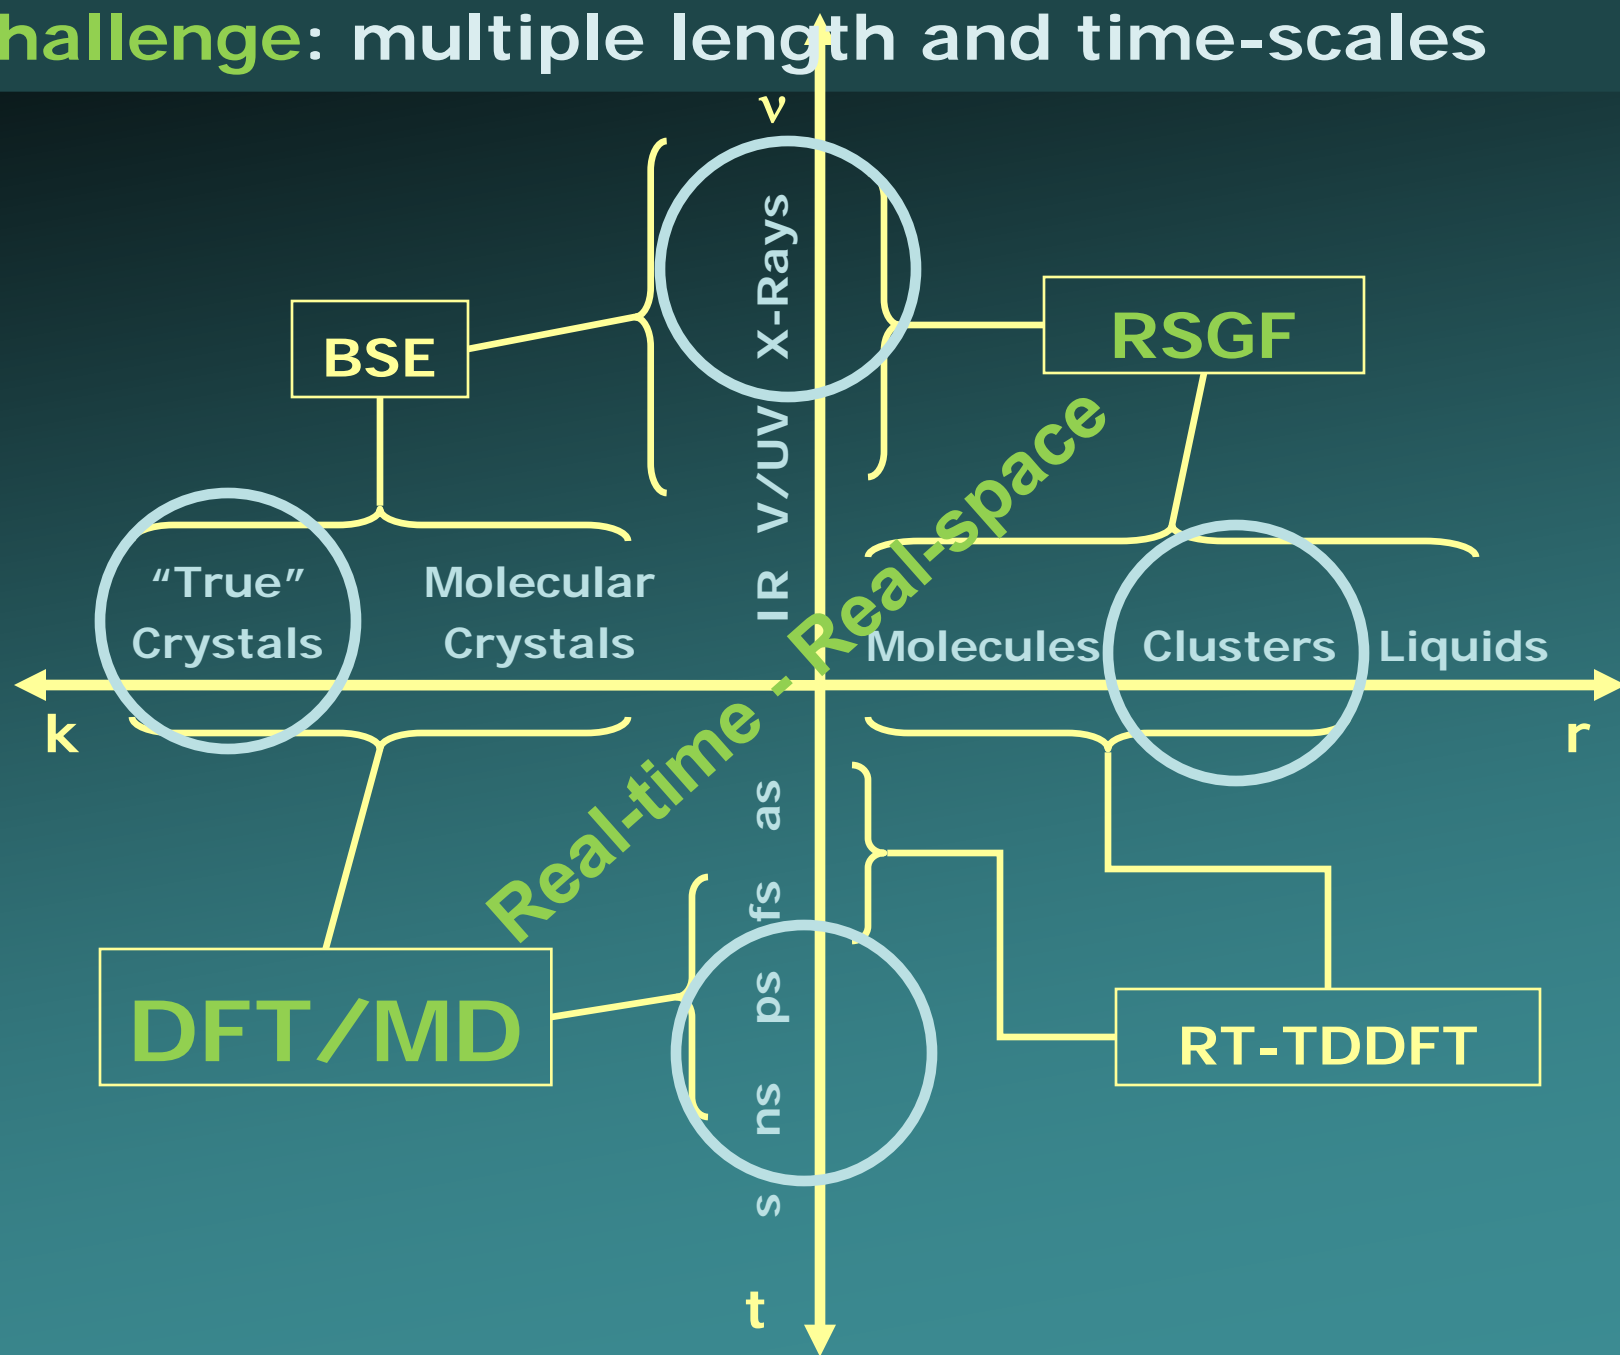 hallenge: multiple length and time-scales
ν
X-Rays
BSE
RSGF
V/UV
IR
Real-time - Real-space
“True”
Crystals
Molecular
Crystals
Molecules
Clusters
Liquids
k
r
as
fs
ps
ns
s
DFT/MD
RT-TDDFT
t